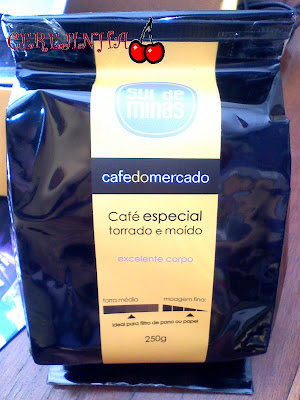 CEREJINHA
sul de
minas
cafedomercado
Café especial
torrado e moído
excelente corpo
torra média
moagem fina
ideal para filtro de pano ou papel
250g